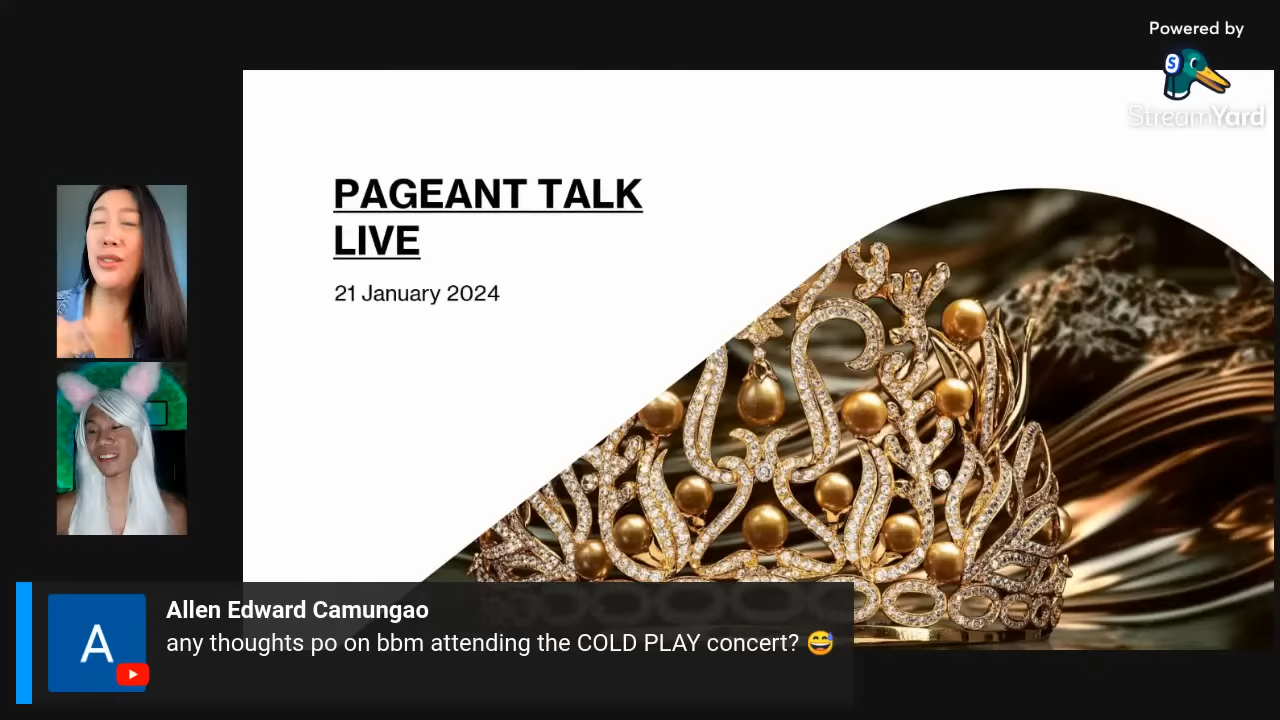 Powered by
S
StreamYard
PAGEANT TALK
LIVE
21 January 2024
A
Allen Edward Camungao
any thoughts po on bbm attending the COLD PLAY concert? 😅